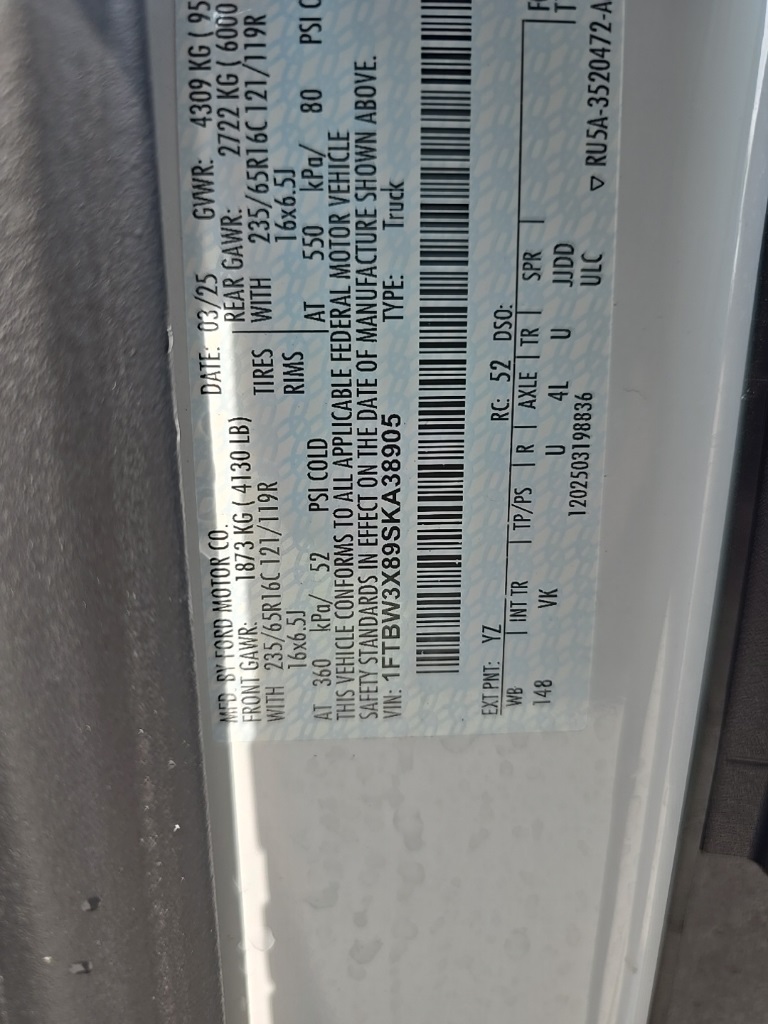 MFD. BY FORD MOTOR CO. DATE: 03/25 GVWR: 4309 KG ( 95
FRONT GAWR: 1873 KG ( 4130 LB) REAR GAWR: 2722 KG ( 6000
WITH 235/65R16C 121/119R TIRES WITH 235/65R16C 121/119R
16x6.5J RIMS 16x6.5J
AT 360 kPa/ 52 PSI COLD AT 550 kPa/ 80 PSI C
THIS VEHICLE CONFORMS TO ALL APPLICABLE FEDERAL MOTOR VEHICLE
SAFETY STANDARDS IN EFFECT ON THE DATE OF MANUFACTURE SHOWN ABOVE.
VIN: 1FTBW3X89SKA38905 TYPE: Truck
EXT PNT: YZ RC: 52 DSO:
WB INT TR TP/PS R AXLE TR SPR
148 VK U 4L U JJDD
1202503198836 ULC
RU5A-3520472-A